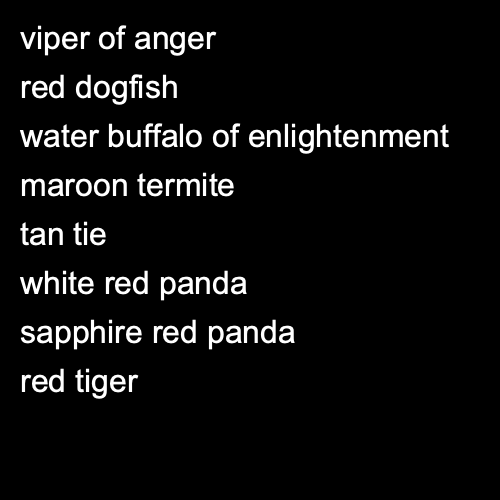 viper of anger
red dogfish
water buffalo of enlightenment
maroon termite
tan tie
white red panda
sapphire red panda
red tiger